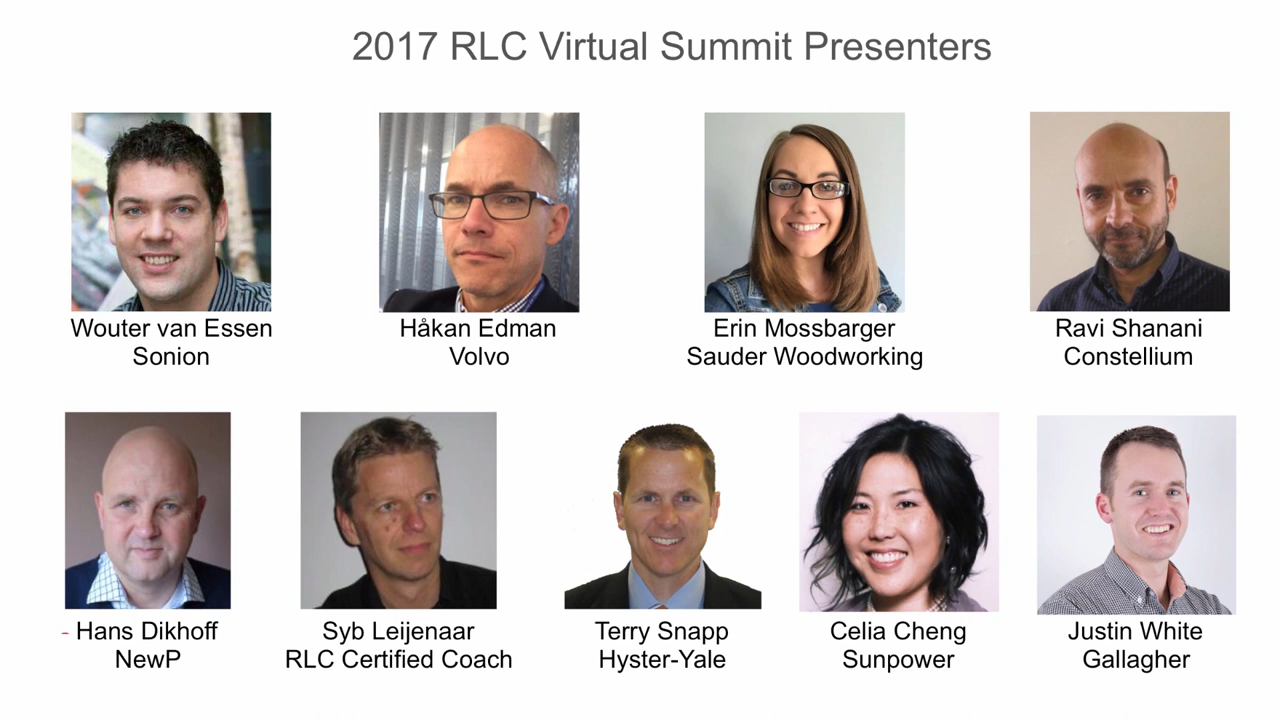 2017 RLC Virtual Summit Presenters
Wouter van Essen
Sonion
Håkan Edman
Volvo
Erin Mossbarger
Sauder Woodworking
Ravi Shanani
Constellium
Hans Dikhoff
NewP
Syb Leijenaar
RLC Certified Coach
Terry Snapp
Hyster-Yale
Celia Cheng
Sunpower
Justin White
Gallagher